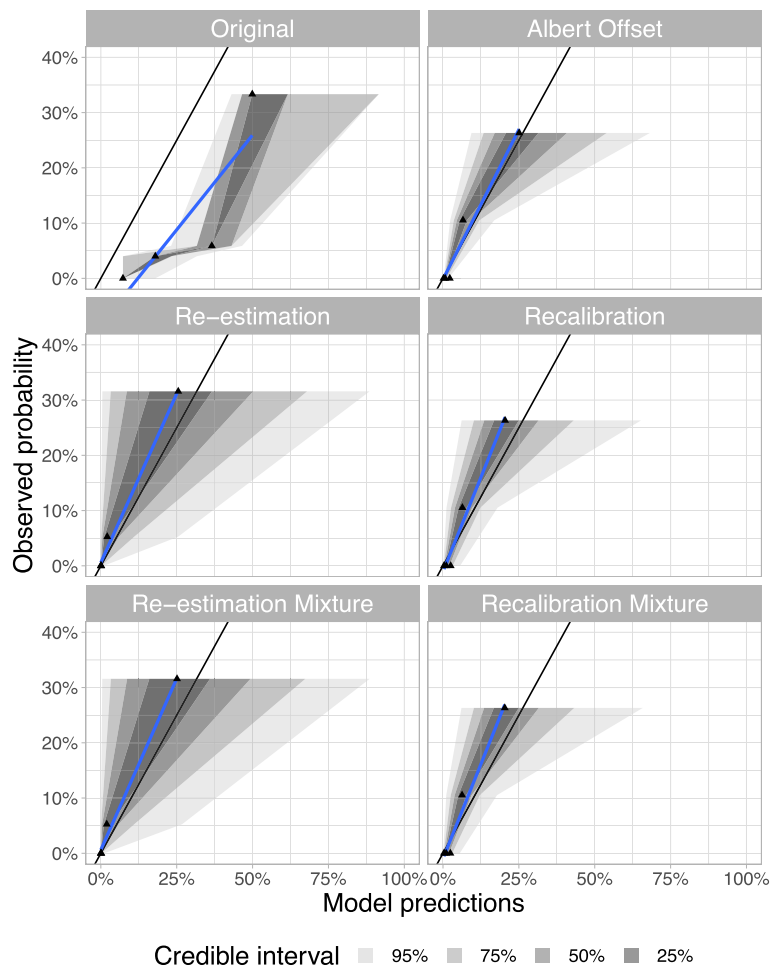 Original
Albert Offset
40%
30%
20%
10%
0%
Re−estimation
Recalibration
40%
30%
20%
10%
0%
Re−estimation Mixture
Recalibration Mixture
40%
30%
20%
10%
0%
Observed probability
0% 25% 50% 75% 100%
0% 25% 50% 75% 100%
Model predictions
Credible interval 95% 75% 50% 25%